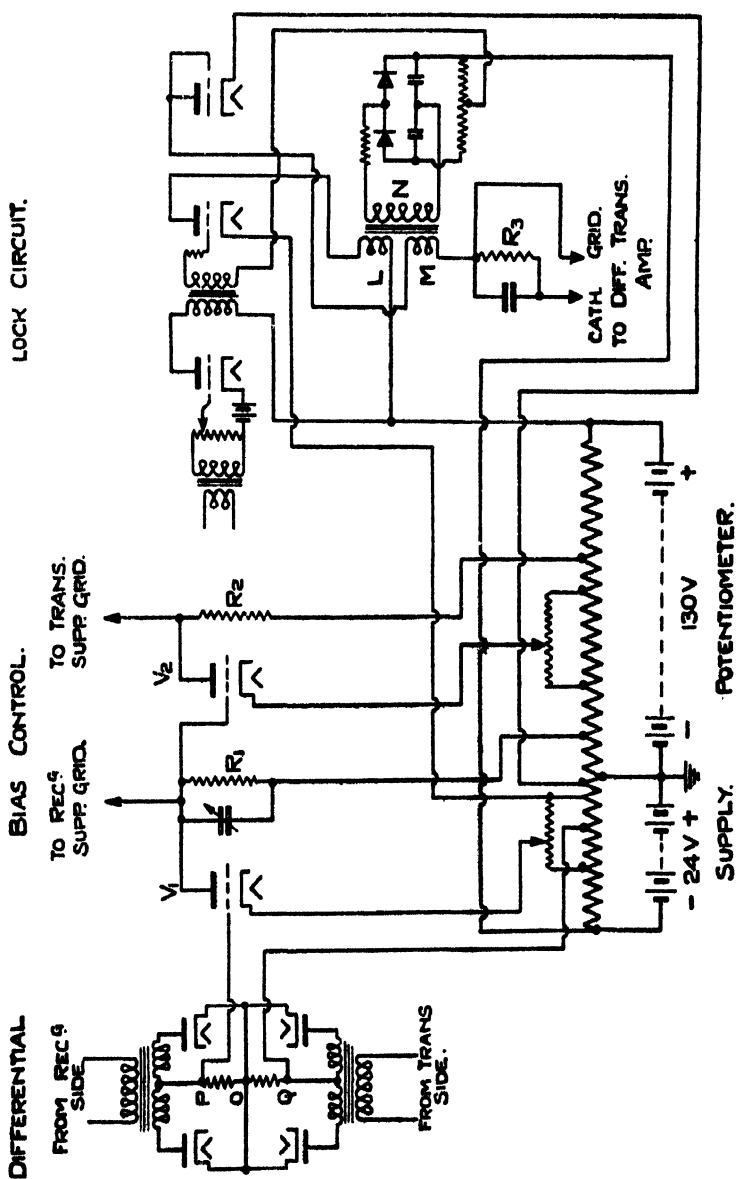 DIFFERENTIAL
BIAS CONTROL.
LOCK CIRCUIT.
FROM RECG
SIDE
TO RECG
SUPP. GRID.
TO TRANS.
SUPP. GRID.
V1
V2
R1
R2
P
O
Q
FROM TRANS
SIDE.
L
M
N
R3
CATH. GRID.
TO DIFF. TRANS.
AMP.
- 24V +
- 130V +
SUPPLY. POTENTIOMETER.